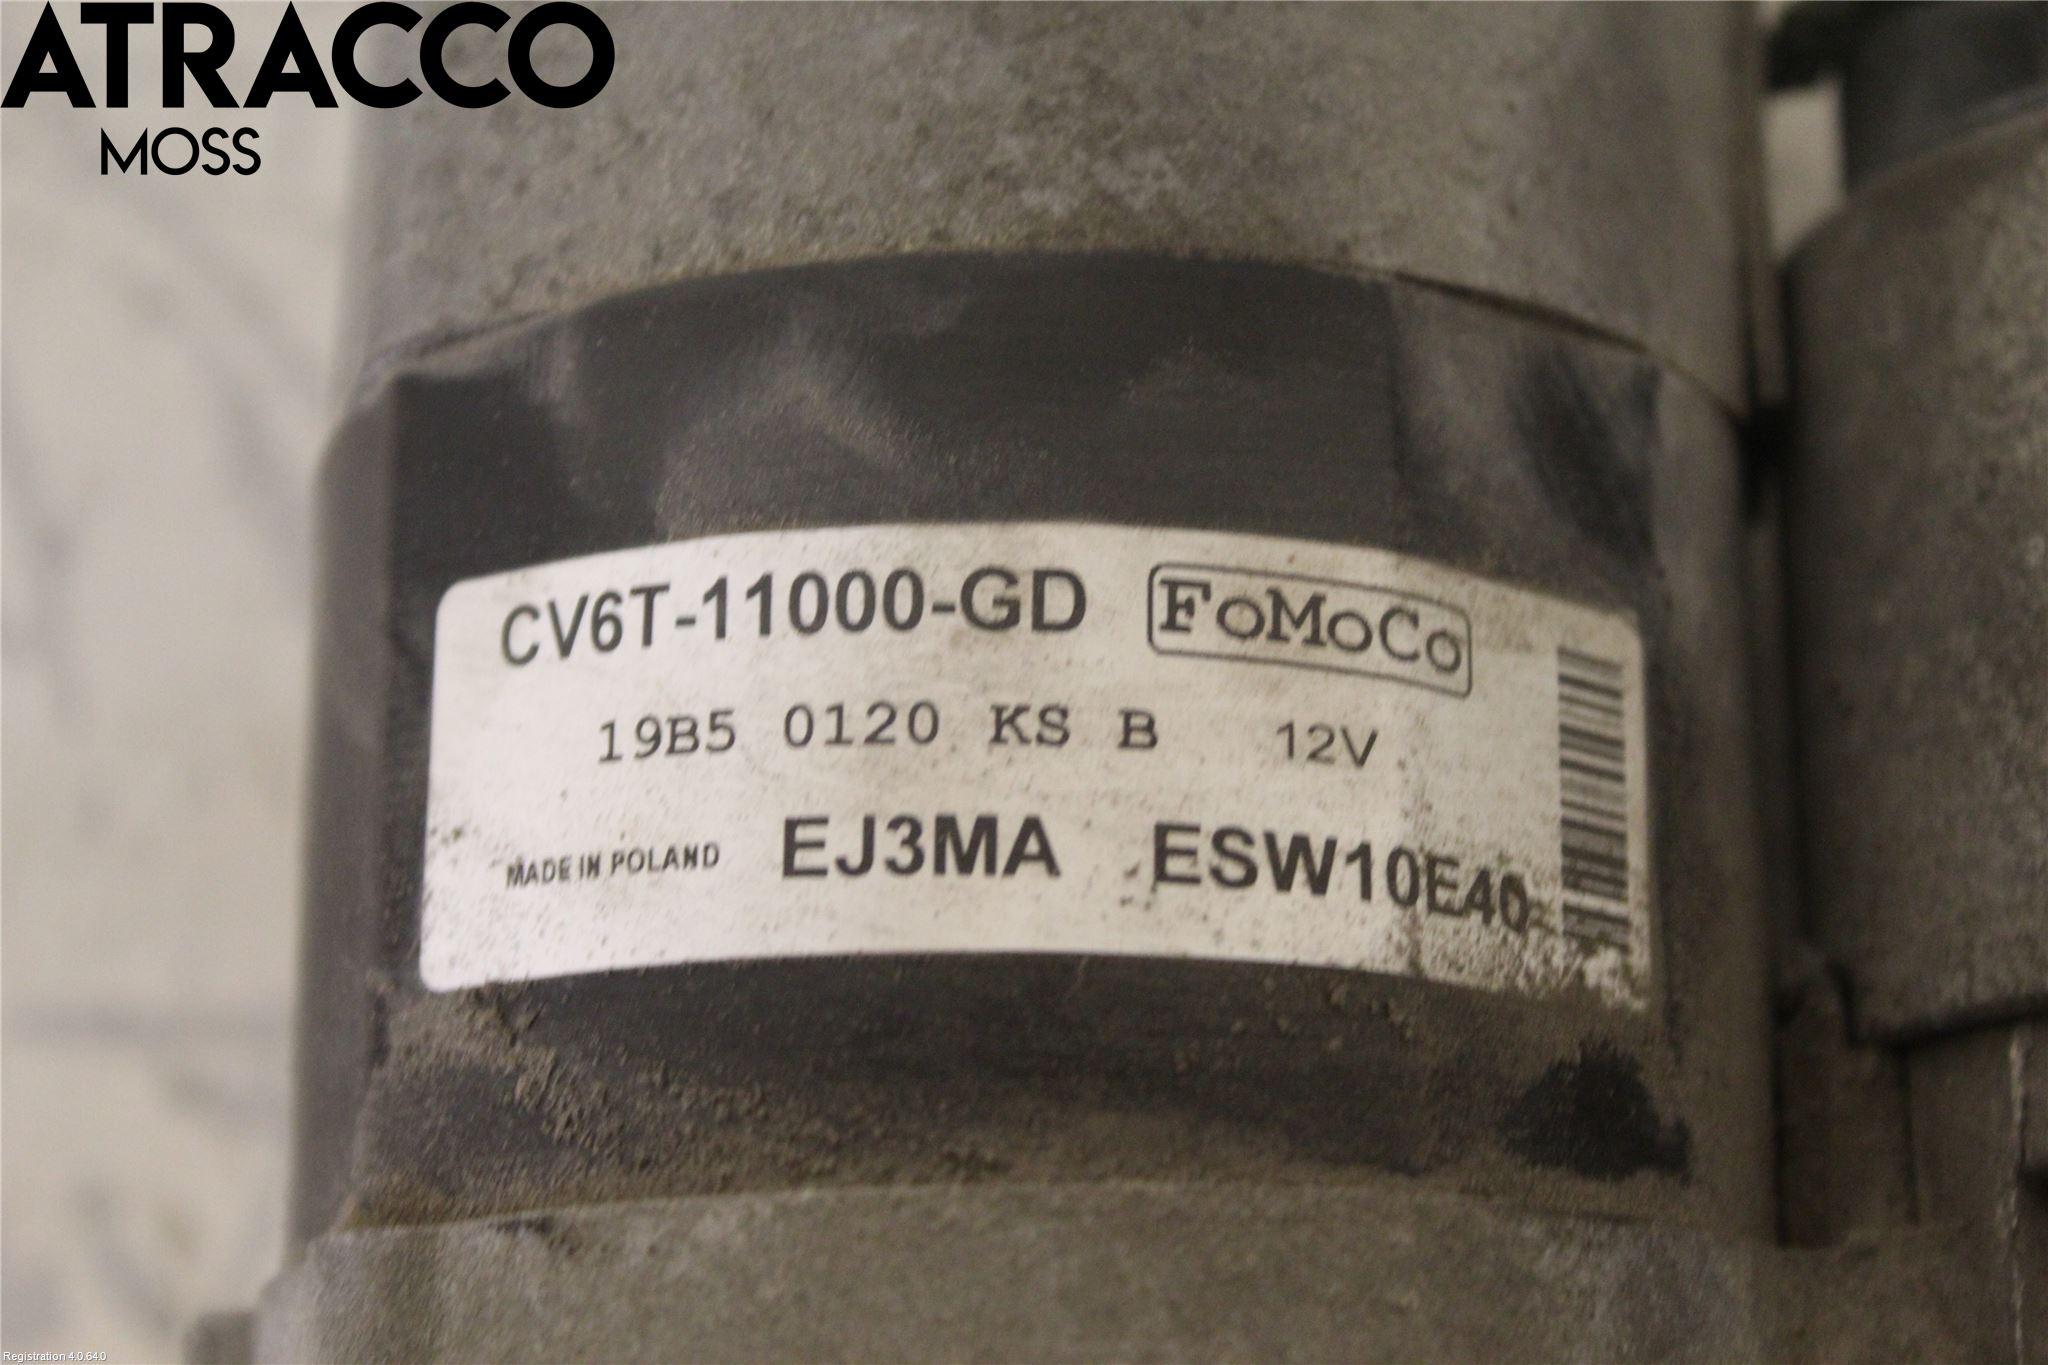 ATRACCO
MOSS
CV6T-11000-GD FoMoCo
19B5 0120 KS B 12V
MADE IN POLAND EJ3MA ESW10E40
Registration 4.0.64.0